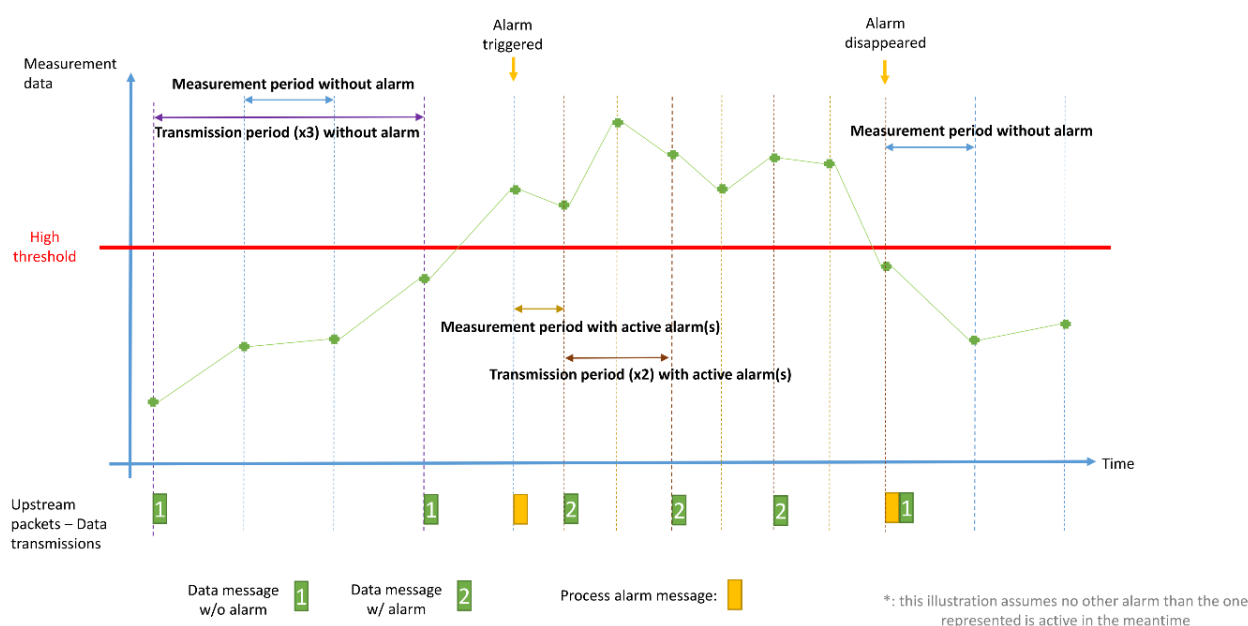 Alarm
triggered
Alarm
disappeared
Measurement
data
Measurement period without alarm
Transmission period (x3) without alarm
Measurement period without alarm
High
threshold
Measurement period with active alarm(s)
Transmission period (x2) with active alarm(s)
Time
Upstream
packets – Data
transmissions
1
1
2
2
2
1
Data message
w/o alarm
1
Data message
w/ alarm
2
Process alarm message:
*: this illustration assumes no other alarm than the one
represented is active in the meantime